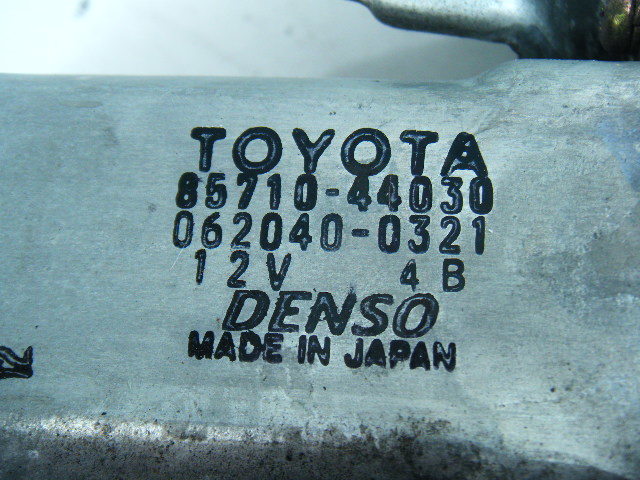 TOYOTA
85710-44030
062040-0321
12V 4B
DENSO
MADE IN JAPAN